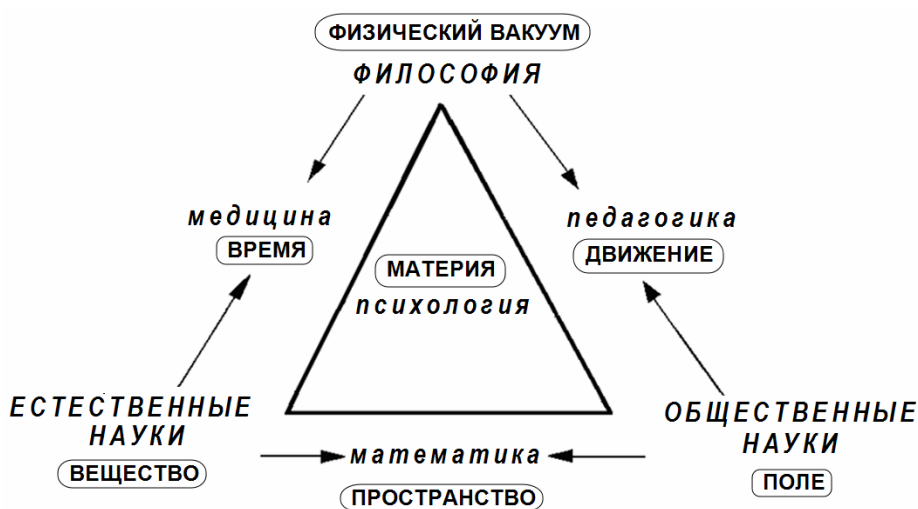 ФИЗИЧЕСКИЙ ВАКУУМ
ФИЛОСОФИЯ
медицина
ВРЕМЯ
педагогика
ДВИЖЕНИЕ
МАТЕРИЯ
психология
ЕСТЕСТВЕННЫЕ
НАУКИ
ВЕЩЕСТВО
ОБЩЕСТВЕННЫЕ
НАУКИ
ПОЛЕ
математика
ПРОСТРАНСТВО